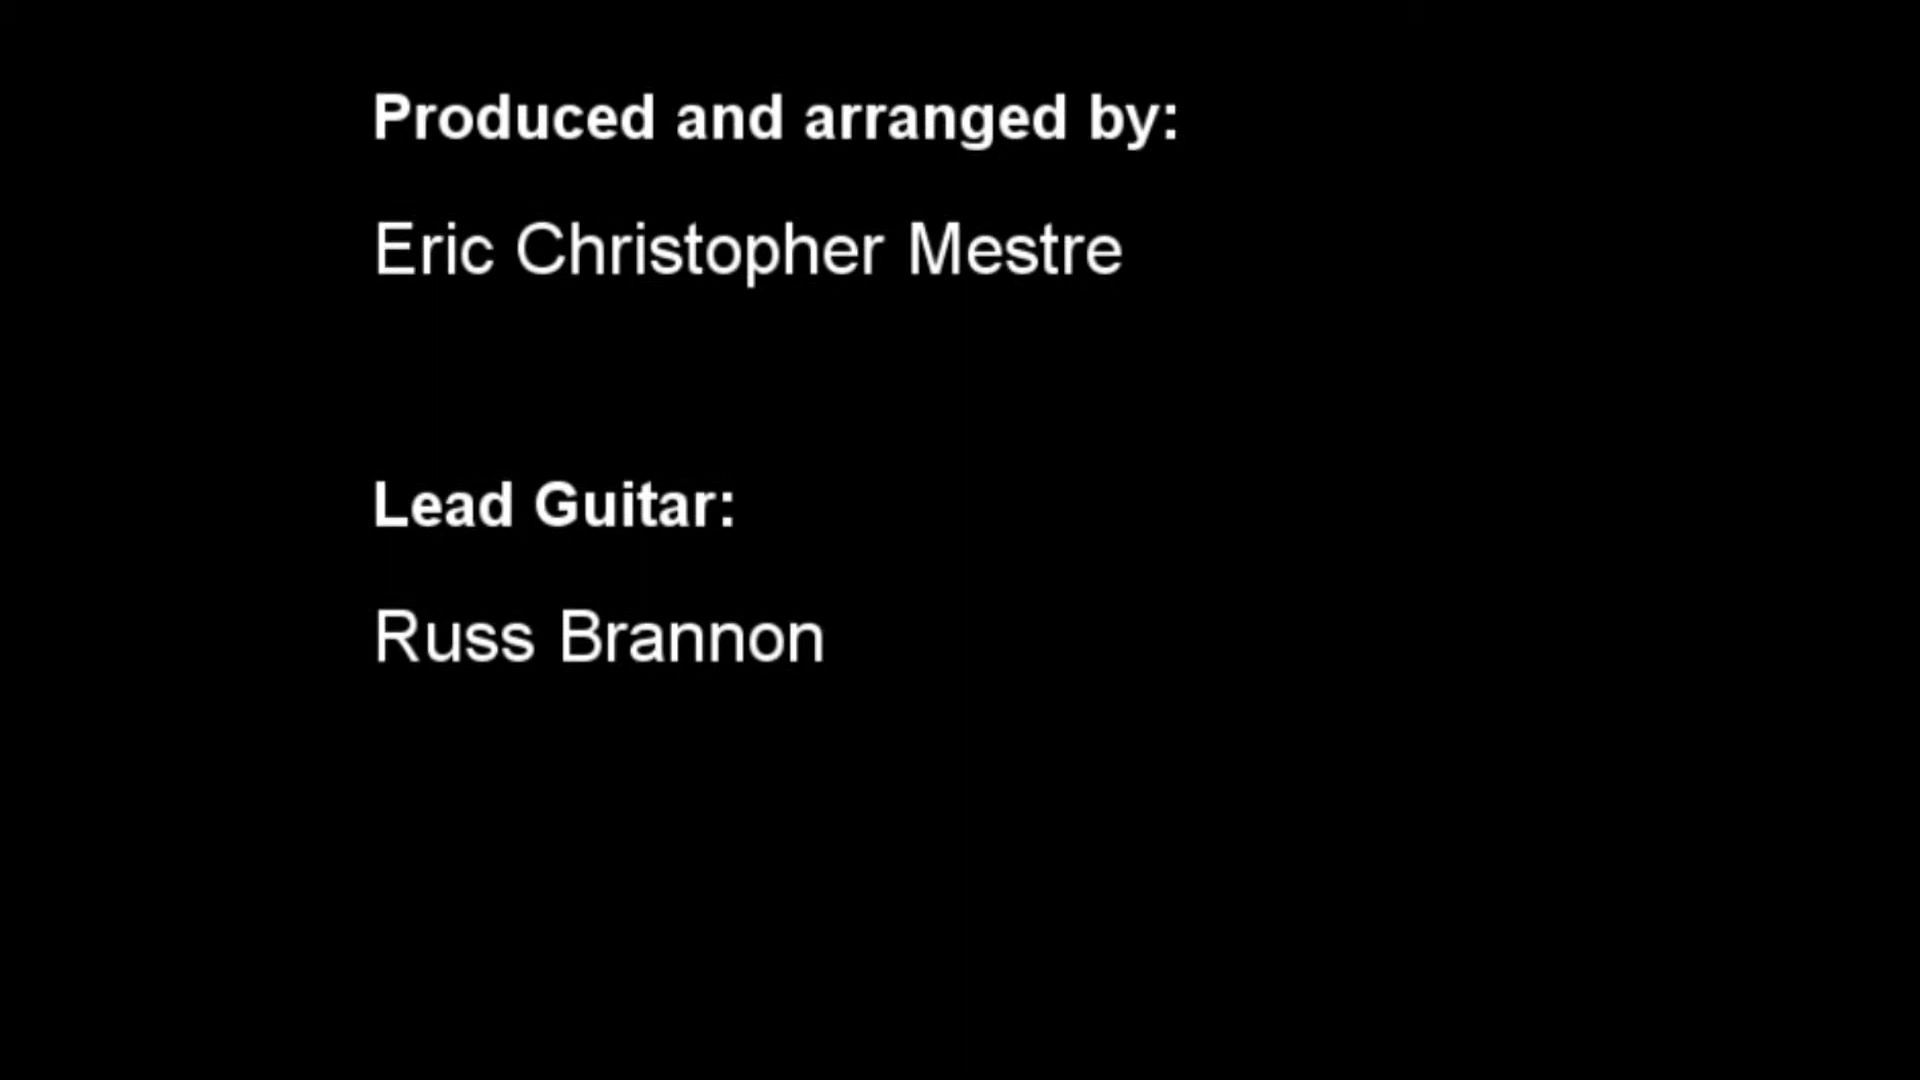 Produced and arranged by:
Eric Christopher Mestre
Lead Guitar:
Russ Brannon